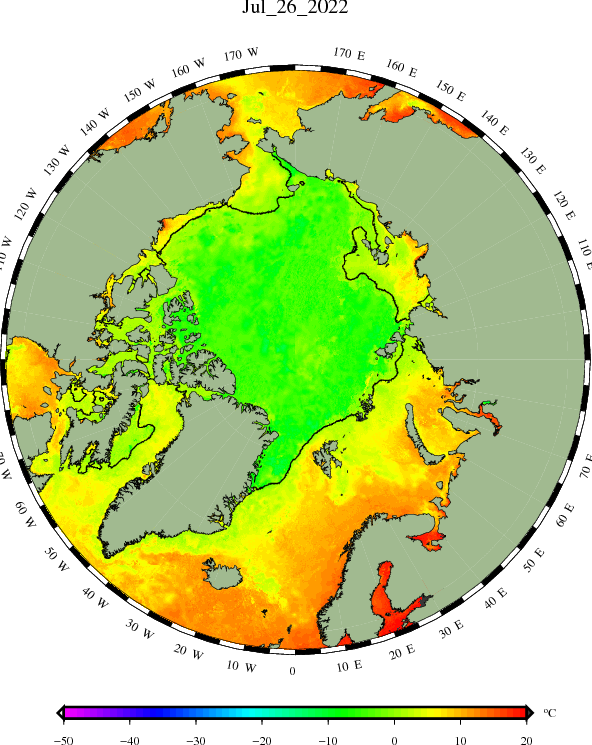 Jul_26_2022
170 W
170 E
160 W
160 E
150 W
150 E
140 W
140 E
130 W
130 E
120 W
120 E
110 E
70 E
60 W
60 E
50 W
50 E
40 W
40 E
30 W
30 E
20 W
20 E
10 W
0
10 E
°C
−50 −40 −30 −20 −10 0 10 20